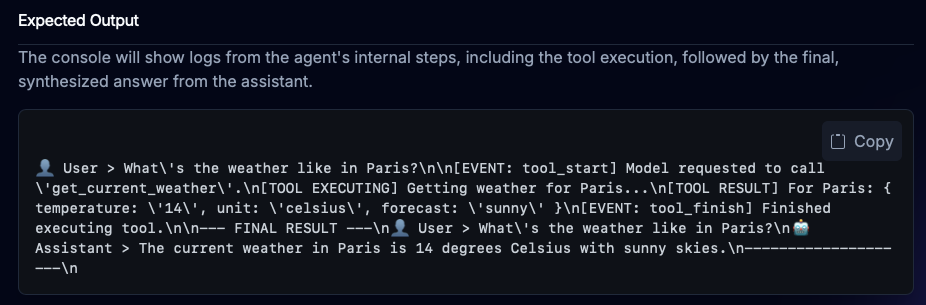 Expected Output
The console will show logs from the agent's internal steps, including the tool execution, followed by the final,
synthesized answer from the assistant.
Copy
👤 User > What\'s the weather like in Paris?\n\n[EVENT: tool_start] Model requested to call
\'get_current_weather\'.\n[TOOL EXECUTING] Getting weather for Paris...\n[TOOL RESULT] For Paris: {
temperature: \'14\', unit: \'celsius\', forecast: \'sunny\' }\n[EVENT: tool_finish] Finished
executing tool.\n\n--- FINAL RESULT ---\n👤 User > What\'s the weather like in Paris?\n🤖
Assistant > The current weather in Paris is 14 degrees Celsius with sunny skies.\n--------------------
---\n